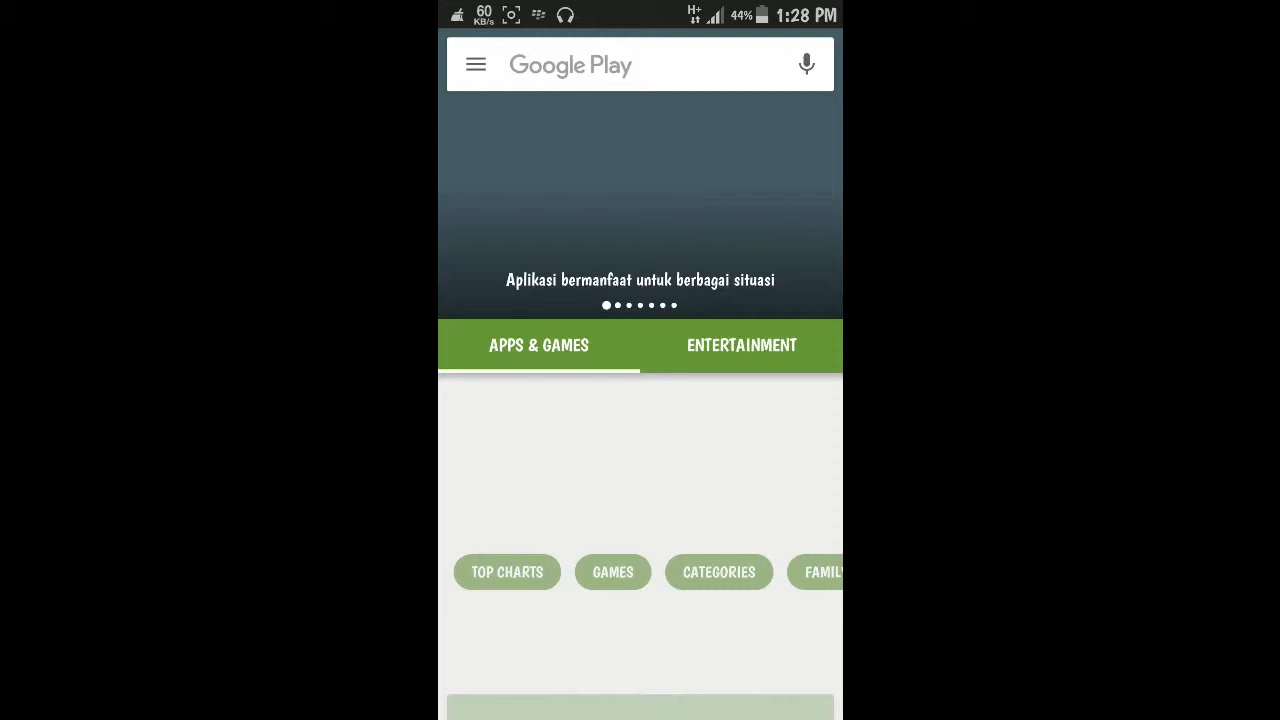 60
KB/s
H+
44%
1:28 PM
Google Play
Aplikasi bermanfaat untuk berbagai situasi
APPS & GAMES
ENTERTAINMENT
TOP CHARTS
GAMES
CATEGORIES
FAMIL